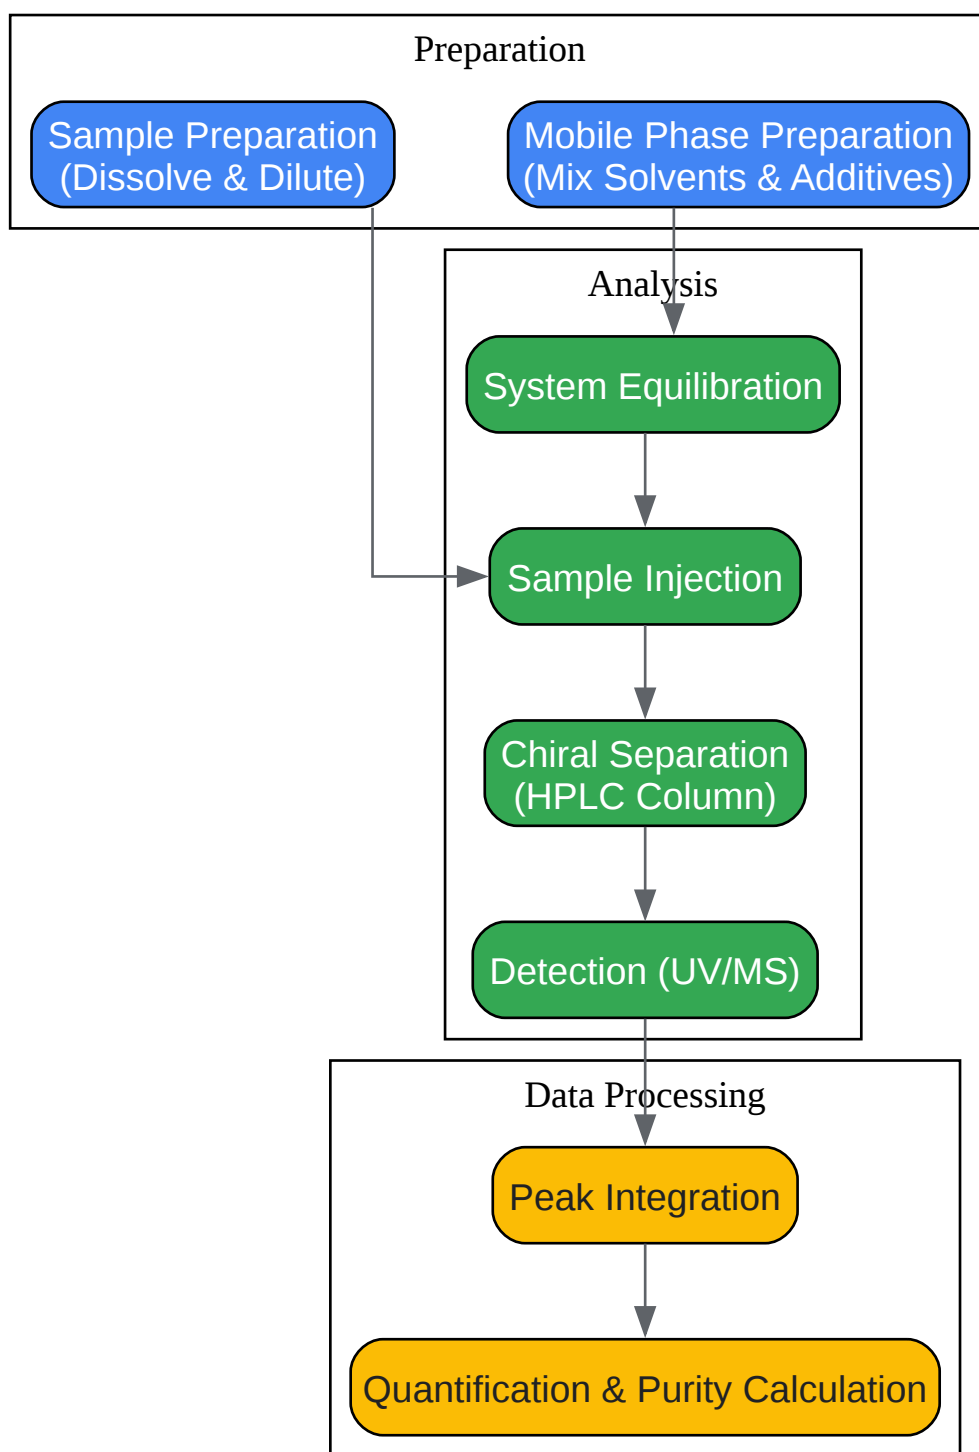 Preparation
Sample Preparation
(Dissolve & Dilute)
Mobile Phase Preparation
(Mix Solvents & Additives)
Analysis
System Equilibration
Sample Injection
Chiral Separation
(HPLC Column)
Detection (UV/MS)
Data Processing
Peak Integration
Quantification & Purity Calculation